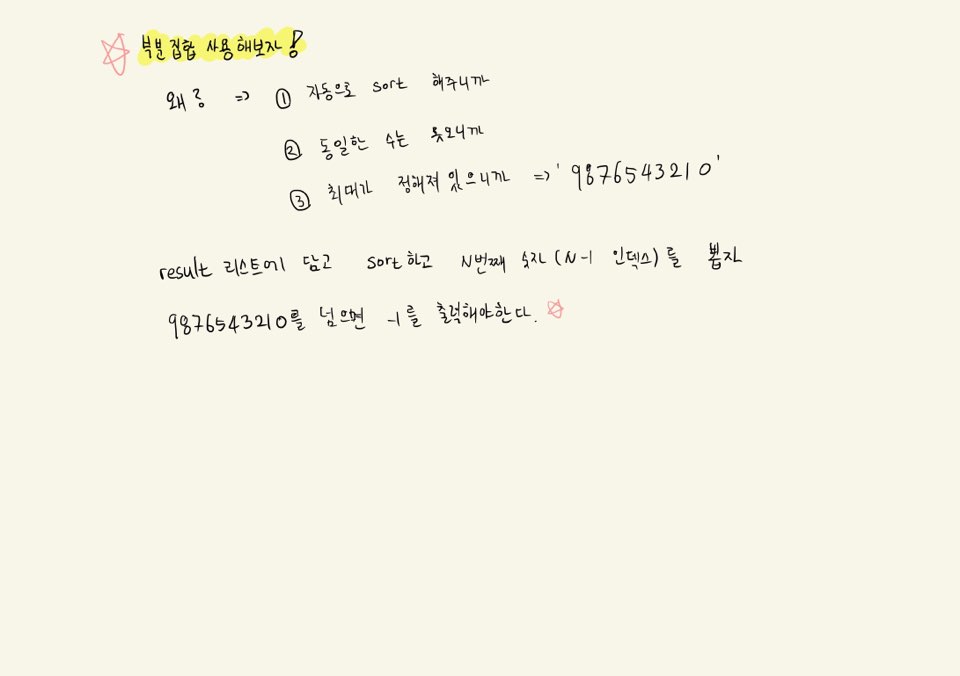 부분집합 사용해보자!
왜? => ① 자동으로 sort 해주니까
② 동일한 수는 못오니까
③ 최대가 정해져있으니까 => '9876543210'
result 리스트에 담고 sort하고 N번째 숫자(N-1 인덱스)를 뽑자
9876543210를 넘으면 -1를 출력해야한다.